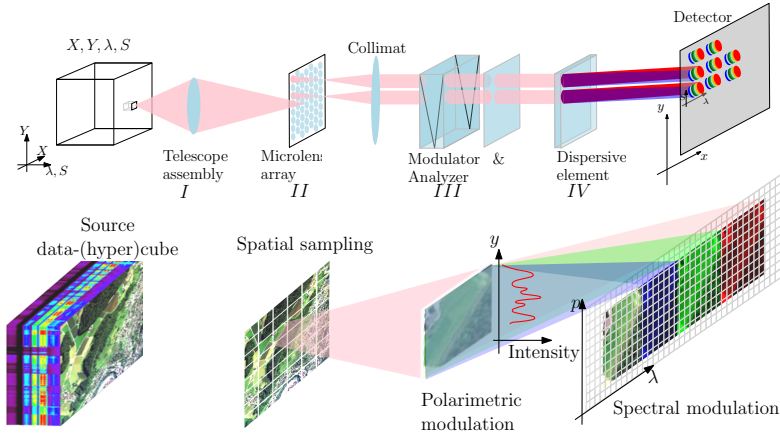 Detector
X, Y, λ, S
Collimat
Y
X
λ, S
Telescope
assembly
I
Microlens
array
II
Modulator &
Analyzer
III
Dispersive
element
IV
y
x
λ
Source
data-(hyper)cube
Spatial sampling
y
Intensity
Polarimetric
modulation
p
λ
Spectral modulation